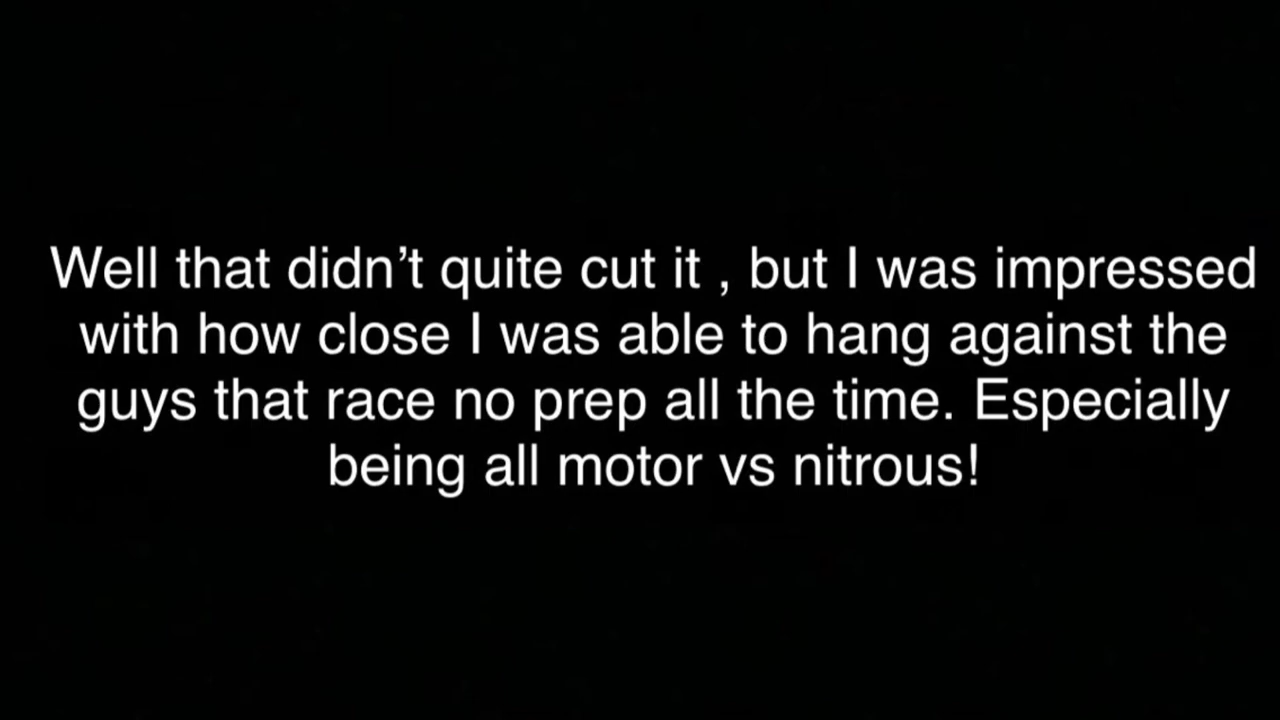 Well that didn’t quite cut it , but I was impressed
with how close I was able to hang against the
guys that race no prep all the time. Especially
being all motor vs nitrous!